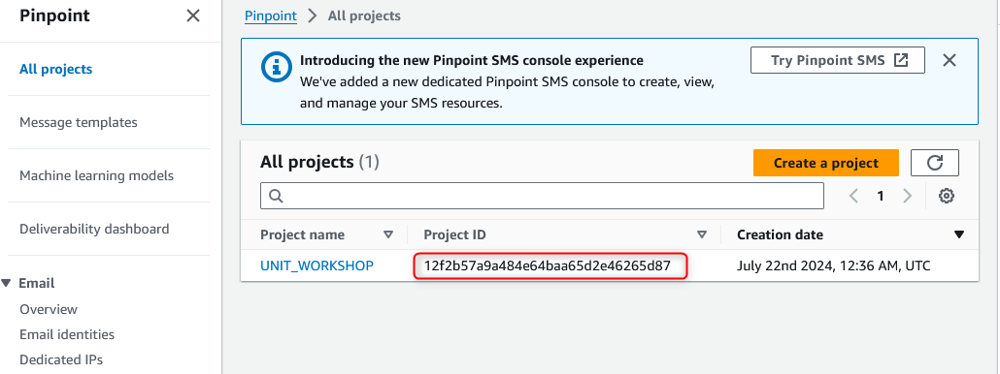 Pinpoint
All projects
Message templates
Machine learning models
Deliverability dashboard
Email
Overview
Email identities
Dedicated IPs
Pinpoint > All projects
Introducing the new Pinpoint SMS console experience
We've added a new dedicated Pinpoint SMS console to create, view,
and manage your SMS resources.
Try Pinpoint SMS
All projects (1)
Create a project
1
Project name Project ID Creation date
UNIT_WORKSHOP 12f2b57a9a484e64baa65d2e46265d87 July 22nd 2024, 12:36 AM, UTC